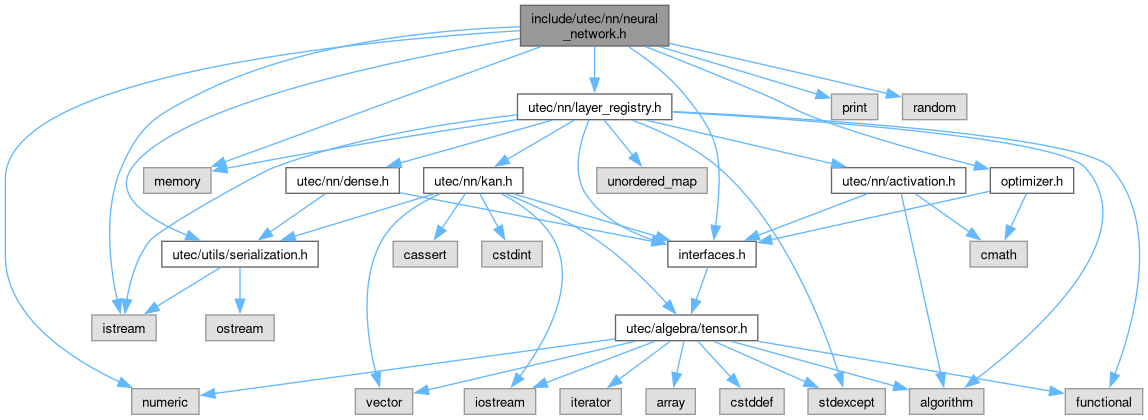 include/utec/nn/neural
_network.h
utec/nn/layer_registry.h
print
random
memory
utec/nn/dense.h
utec/nn/kan.h
unordered_map
utec/nn/activation.h
optimizer.h
utec/utils/serialization.h
cassert
cstdint
interfaces.h
cmath
istream
ostream
utec/algebra/tensor.h
numeric
vector
iostream
iterator
array
cstddef
stdexcept
algorithm
functional